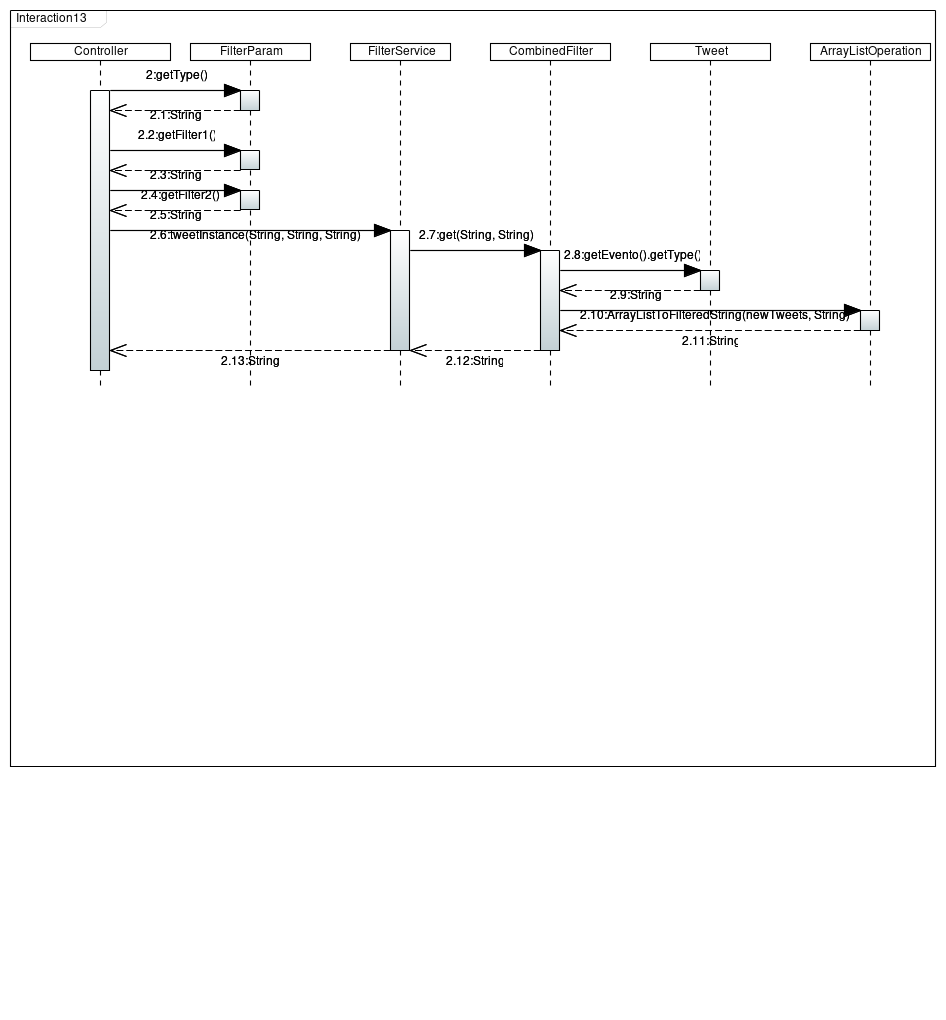 Interaction13
Controller
FilterParam
FilterService
CombinedFilter
Tweet
ArrayListOperation
2:getType()
2.1:String
2.2:getFilter1()
2.3:String
2.4:getFilter2()
2.5:String
2.6:tweetInstance(String, String, String)
2.7:get(String, String)
2.8:getEvento().getType()
2.9:String
2.10:ArrayListToFilteredString(newTweets, String)
2.11:String
2.12:String
2.13:String